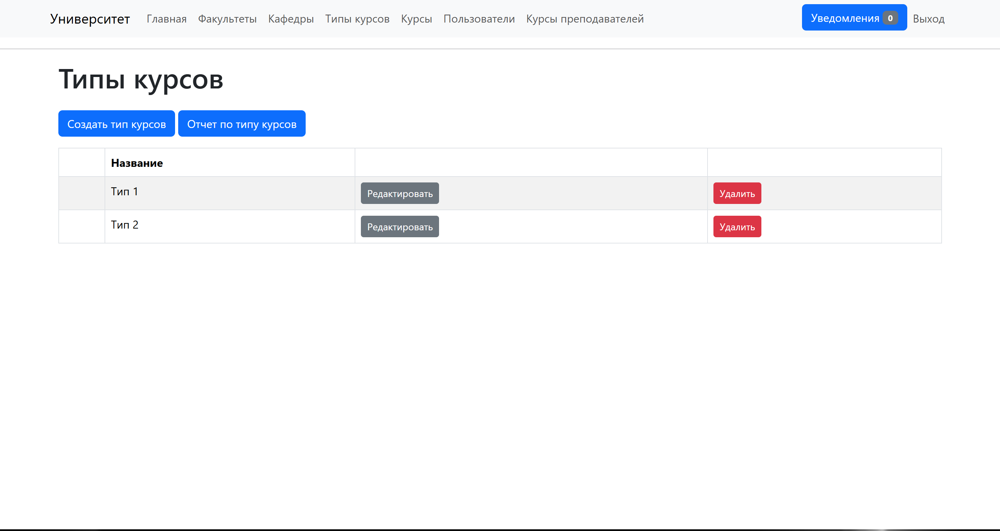 Университет Главная Факультеты Кафедры Типы курсов Курсы Пользователи Курсы преподавателей Уведомления 0 Выход
Типы курсов
Создать тип курсов Отчет по типу курсов
Название
Тип 1 Редактировать Удалить
Тип 2 Редактировать Удалить